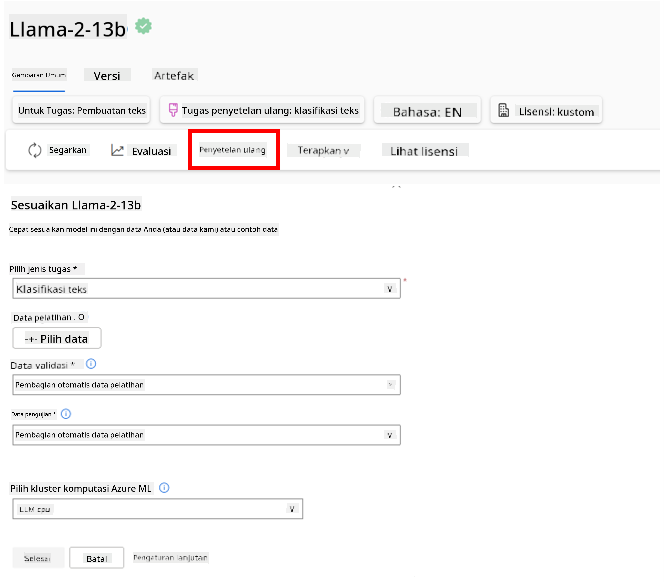 Llama-2-13b
Gambaran Umum Versi Artefak
Untuk Tugas: Pembuatan teks Tugas penyetelan ulang: klasifikasi teks Bahasa: EN Lisensi: kustom
Segarkan Evaluasi Penyetelan ulang Terapkan v Lihat lisensi
Sesuaikan Llama-2-13b
Cepat sesuaikan model ini dengan data Anda (atau data kami) atau contoh data
Pilih jenis tugas *
Klasifikasi teks
Data pelatihan
Pilih data
Data validasi *
Pembagian otomatis data pelatihan
Data pengujian *
Pembagian otomatis data pelatihan
Pilih kluster komputasi Azure ML
LLM cpu
Selesai Batal Pengaturan lanjutan